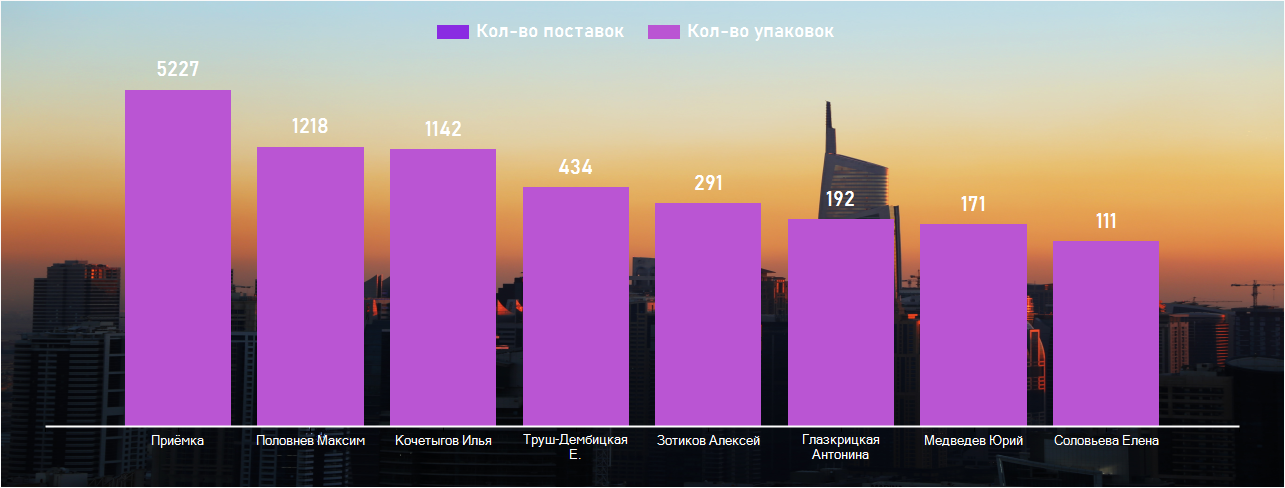 Кол-во поставок Кол-во упаковок
5227
1218
1142
434
291
192
171
111
Приёмка
Половнев Максим
Кочетыгов Илья
Труш-Дембицкая
Е.
Зотиков Алексей
Глазкрицкая
Антонина
Медведев Юрий
Соловьева Елена